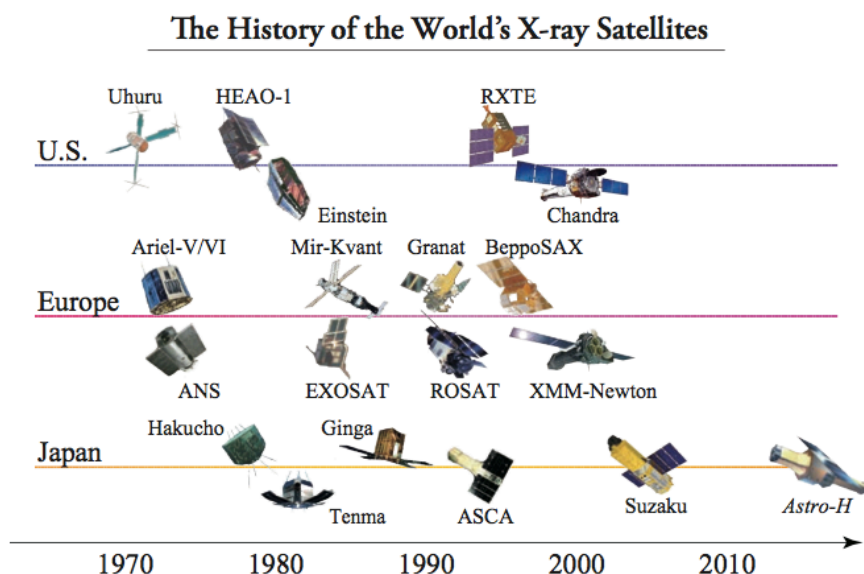 The History of the World's X-ray Satellites
Uhuru HEAO-1 RXTE
U.S.
Einstein Chandra
Ariel-V/VI Mir-Kvant Granat BeppoSAX
Europe
ANS EXOSAT ROSAT XMM-Newton
Hakucho Ginga
Japan
Tenma ASCA Suzaku Astro-H
1970 1980 1990 2000 2010